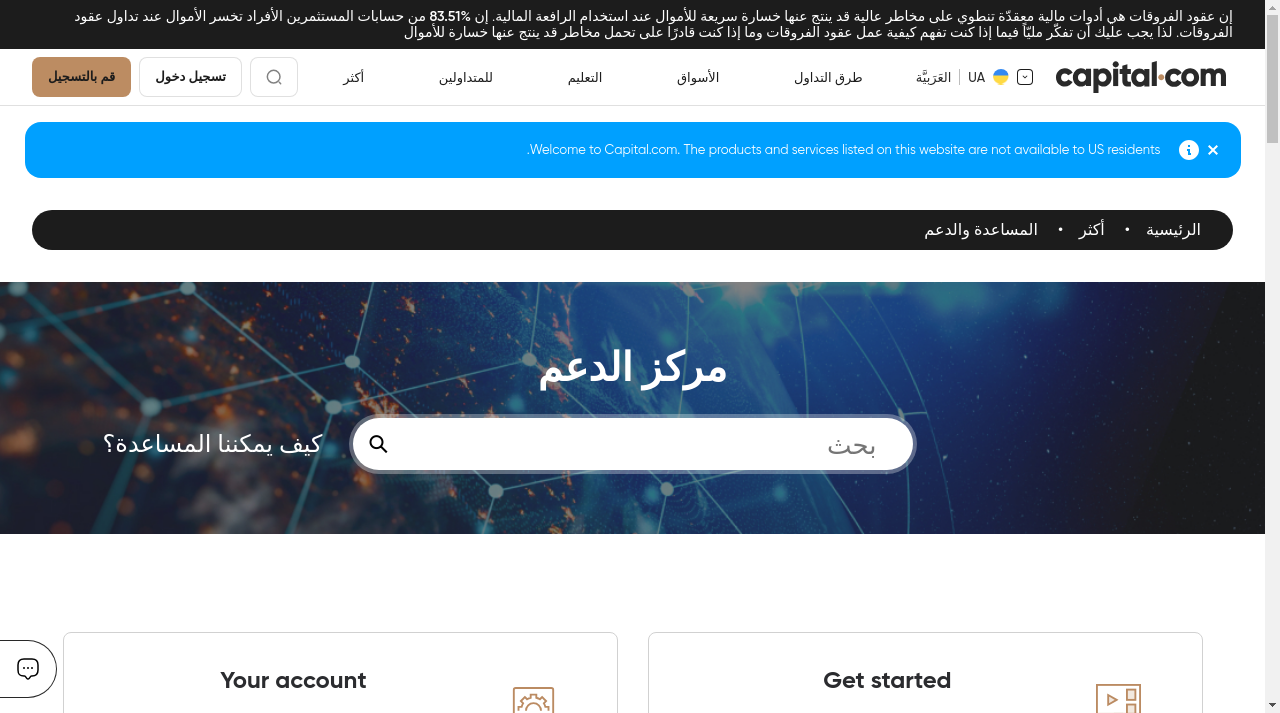 إن عقود الفروقات هي أدوات مالية معقدّة تنطوي على مخاطر عالية قد ينتج عنها خسارة سريعة للأموال عند استخدام الرافعة المالية. إن 83.51% من حسابات المستثمرين الأفراد تخسر الأموال عند تداول عقود
الفروقات. لذا يجب عليك أن تفكّر مليّاً فيما إذا كنت تفهم كيفية عمل عقود الفروقات وما إذا كنت قادرًا على تحمل مخاطر قد ينتج عنها خسارة للأموال
capital.com
UA
العَرَبِيَّة
طرق التداول
الأسواق
التعليم
للمتداولين
أكثر
تسجيل دخول
قم بالتسجيل
Welcome to Capital.com. The products and services listed on this website are not available to US residents.
الرئيسية • أكثر • المساعدة والدعم
مركز الدعم
بحث
كيف يمكننا المساعدة؟
Get started
Your account